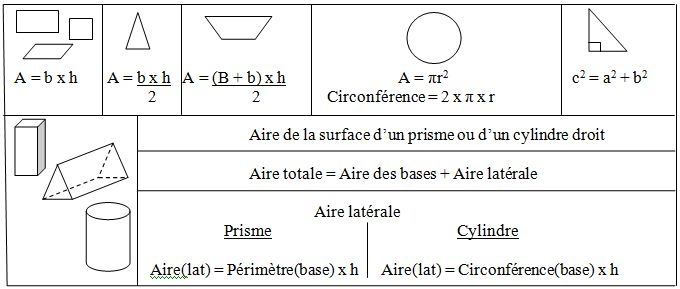 A = b x h
A = b x h
2
A = (B + b) x h
2
A = πr²
Circonférence = 2 x π x r
c² = a² + b²
Aire de la surface d'un prisme ou d'un cylindre droit
Aire totale = Aire des bases + Aire latérale
Aire latérale
Prisme
Cylindre
Aire(lat) = Périmètre(base) x h
Aire(lat) = Circonférence(base) x h